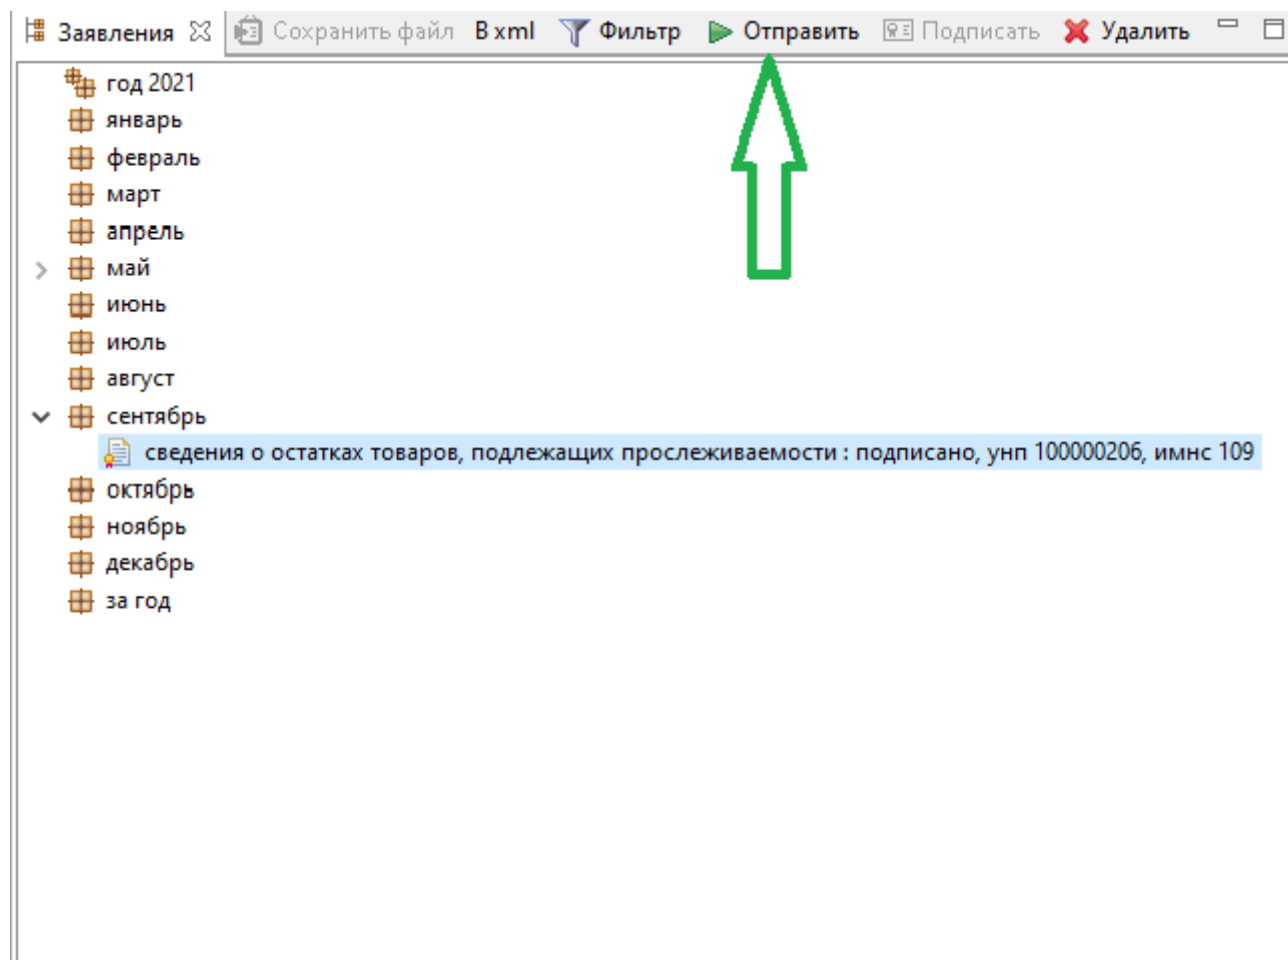 Заявления Сохранить файл В xml Фильтр Отправить Подписать Удалить
год 2021
январь
февраль
март
апрель
май
июнь
июль
август
сентябрь
сведения о остатках товаров, подлежащих прослеживаемости : подписано, унп 100000206, имнс 109
октябрь
ноябрь
декабрь
за год